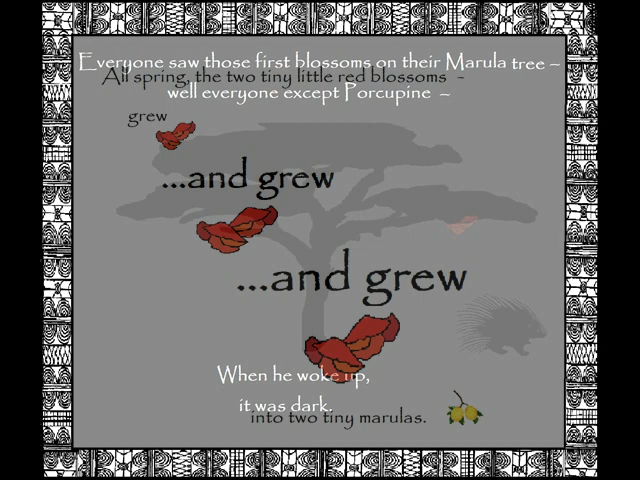 Everyone saw those first blossoms on their Marula tree –
All spring, the two tiny little red blossoms -
well everyone except Porcupine –
grew
...and grew
...and grew
When he woke up,
it was dark.
into two tiny marulas.